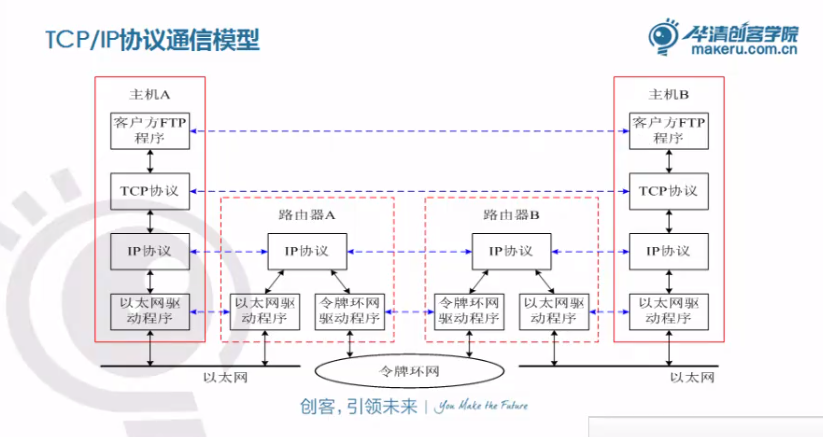 TCP/IP协议通信模型
华清创客学院
makeru.com.cn
主机A
主机B
客户方FTP
程序
客户方FTP
程序
TCP协议
TCP协议
路由器A
路由器B
IP协议
IP协议
IP协议
IP协议
以太网驱
动程序
以太网驱
动程序
令牌环网
驱动程序
令牌环网
驱动程序
以太网驱
动程序
以太网驱
动程序
以太网
令牌环网
以太网
创客,引领未来 | You Make the Future